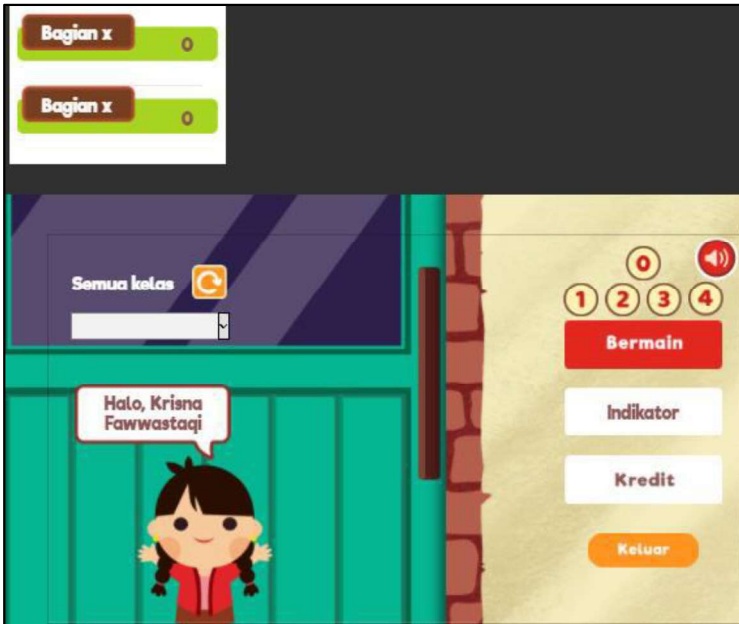 Bagian x
0
Bagian x
0
Semua kelas
Halo, Krisna
Fawwastaqi
0
1 2 3 4
Bermain
Indikator
Kredit
Keluar